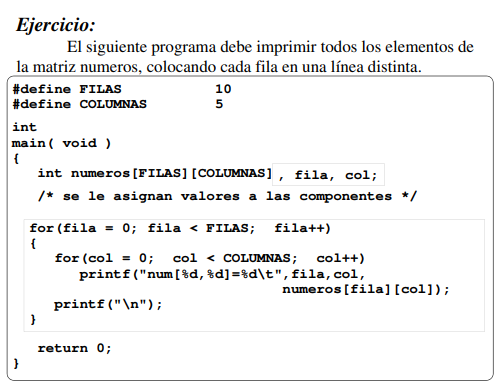 Ejercicio:
El siguiente programa debe imprimir todos los elementos de
la matriz numeros, colocando cada fila en una línea distinta.
#define FILAS 10
#define COLUMNAS 5
int
main( void )
{
int numeros[FILAS][COLUMNAS] , fila, col;
/* se le asignan valores a las componentes */
for(fila = 0; fila < FILAS; fila++)
{
for(col = 0; col < COLUMNAS; col++)
printf("num[%d,%d]=%d\t",fila,col,
numeros[fila][col]);
printf("\n");
}
return 0;
}